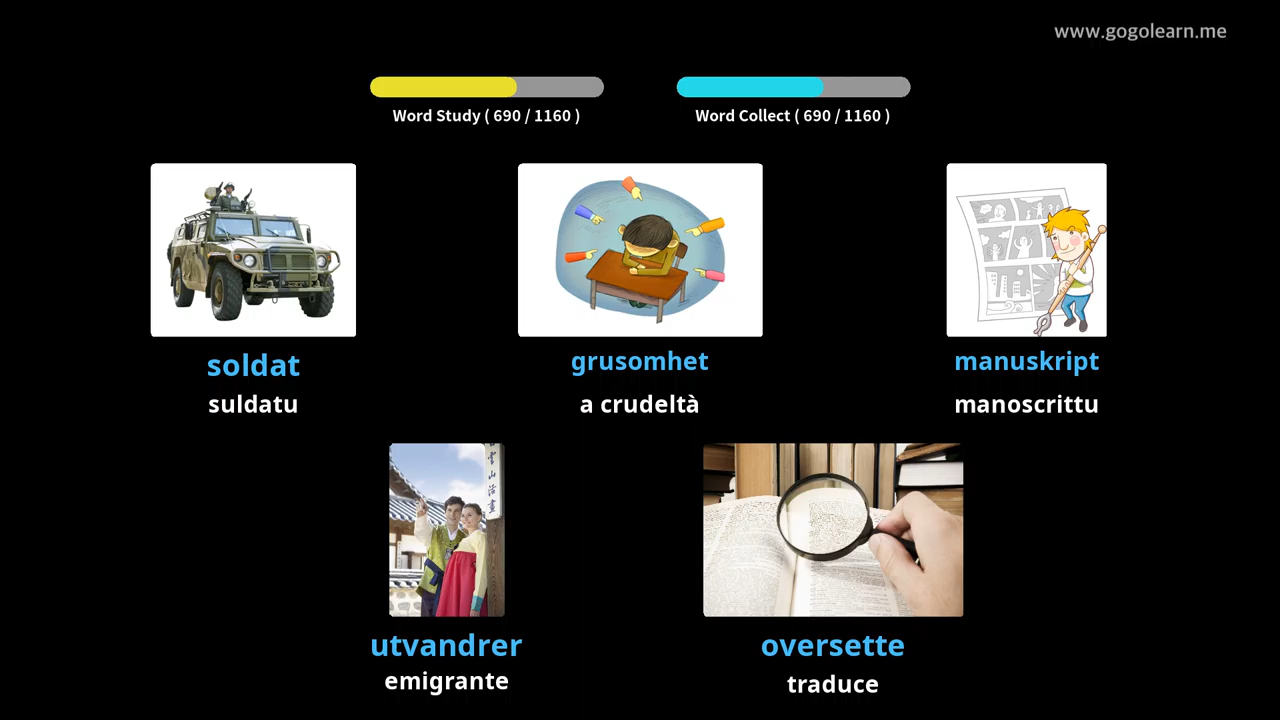 www.gogolearn.me
Word Study ( 690 / 1160 )
Word Collect ( 690 / 1160 )
soldat
suldatu
grusomhet
a crudeltà
manuskript
manoscrittu
utvandrer
emigrante
oversette
traduce